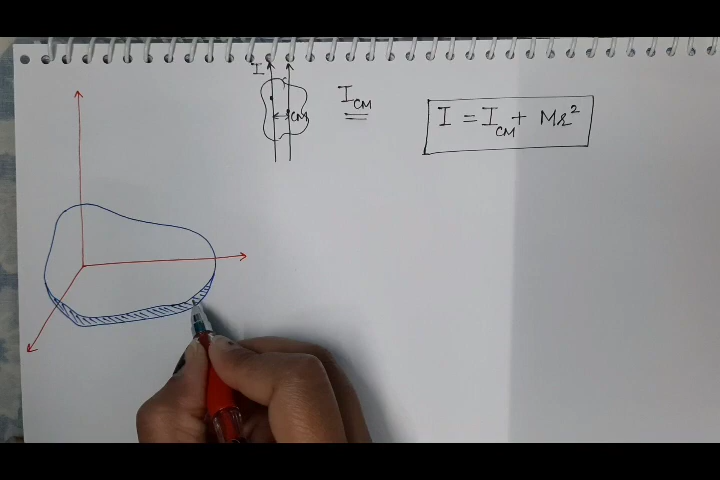 I
CM
I_CM
I = I_CM + Mr²